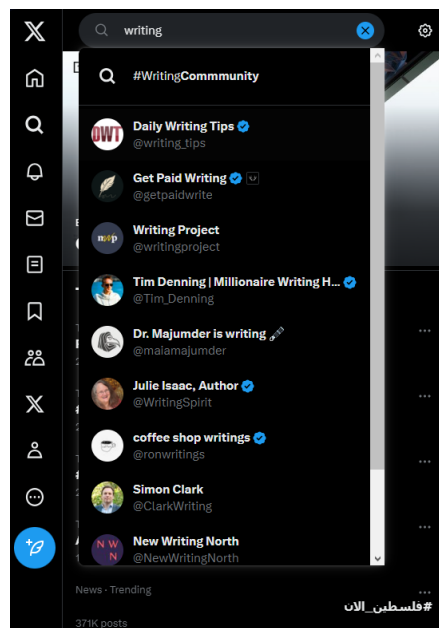 writing
#WritingCommmunity
DWT
Daily Writing Tips
@writing_tips
Get Paid Writing
@getpaidwrite
nwp
Writing Project
@writingproject
Tim Denning | Millionaire Writing H...
@Tim_Denning
Dr. Majumder is writing
@maiamajumder
Julie Isaac, Author
@WritingSpirit
coffee shop writings
@ronwritings
Simon Clark
@ClarkWriting
N W
N
New Writing North
@NewWritingNorth
News · Trending
#فلسطين_الان
371K posts